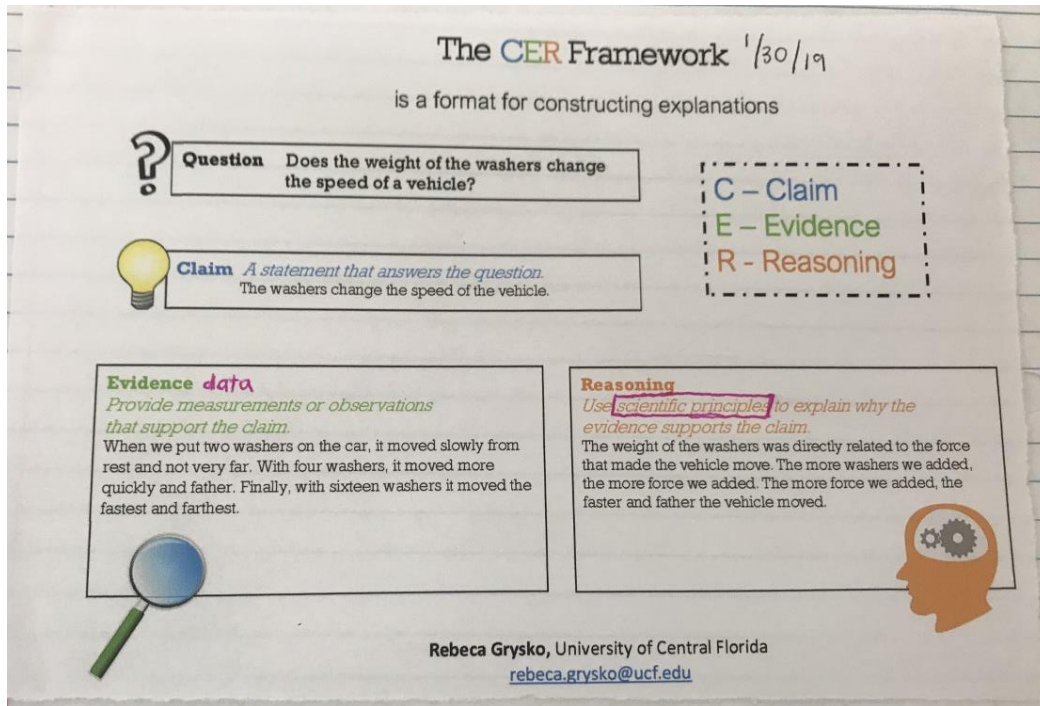 The CER Framework 1/30/19
is a format for constructing explanations
?
Question Does the weight of the washers change
the speed of a vehicle?
C – Claim
E – Evidence
R - Reasoning
Claim A statement that answers the question.
The washers change the speed of the vehicle.
Evidence data
Provide measurements or observations
that support the claim.
When we put two washers on the car, it moved slowly from
rest and not very far. With four washers, it moved more
quickly and father. Finally, with sixteen washers it moved the
fastest and farthest.
Reasoning
Use scientific principles to explain why the
evidence supports the claim.
The weight of the washers was directly related to the force
that made the vehicle move. The more washers we added,
the more force we added. The more force we added, the
faster and father the vehicle moved.
Rebeca Grysko, University of Central Florida
rebeca.grysko@ucf.edu